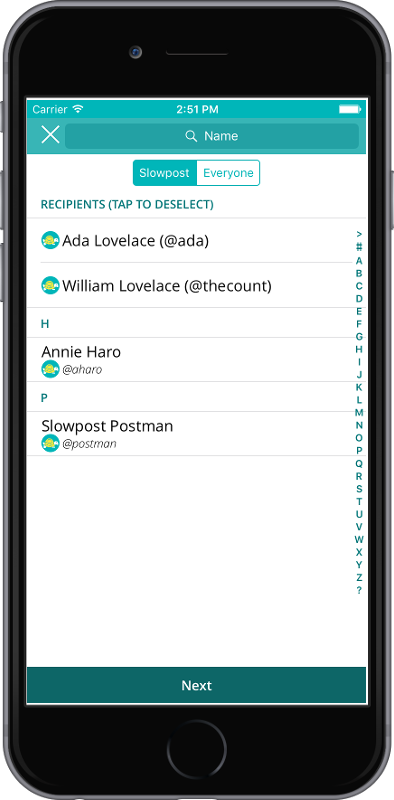 Carrier 2:51 PM
Name
Slowpost Everyone
RECIPIENTS (TAP TO DESELECT)
Ada Lovelace (@ada)
William Lovelace (@thecount)
H
Annie Haro
@aharo
P
Slowpost Postman
@postman
>
#
A
B
C
D
E
F
G
H
I
J
K
L
M
N
O
P
Q
R
S
T
U
V
W
X
Y
Z
?
Next